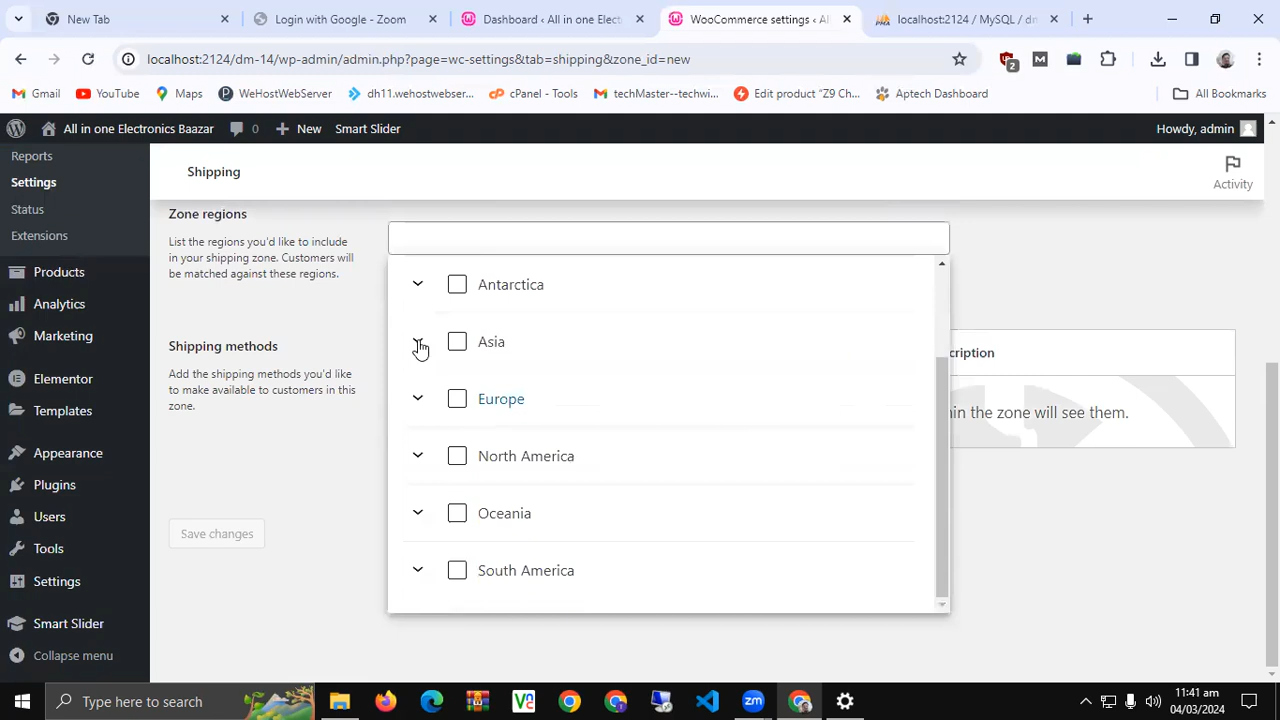 New Tab
Login with Google - Zoom
Dashboard ‹ All in one Elect
WooCommerce settings ‹ Al
localhost:2124 / MySQL / dm
localhost:2124/dm-14/wp-admin/admin.php?page=wc-settings&tab=shipping&zone_id=new
2
Gmail
YouTube
Maps
WeHostWebServer
dh11.wehostwebser...
cPanel - Tools
techMaster--techwi...
Edit product "Z9 Ch...
Aptech Dashboard
All Bookmarks
All in one Electronics Baazar
0
New
Smart Slider
Howdy, admin
Reports
Settings
Status
Extensions
Products
Analytics
Marketing
Elementor
Templates
Appearance
Plugins
Users
Tools
Settings
Smart Slider
Collapse menu
Shipping
Activity
Zone regions
List the regions you'd like to include
in your shipping zone. Customers will
be matched against these regions.
Antarctica
Asia
Europe
North America
Oceania
South America
Shipping methods
Add the shipping methods you'd like
to make available to customers in this
zone.
cription
in the zone will see them.
Save changes
Type here to search
11:41 am
04/03/2024